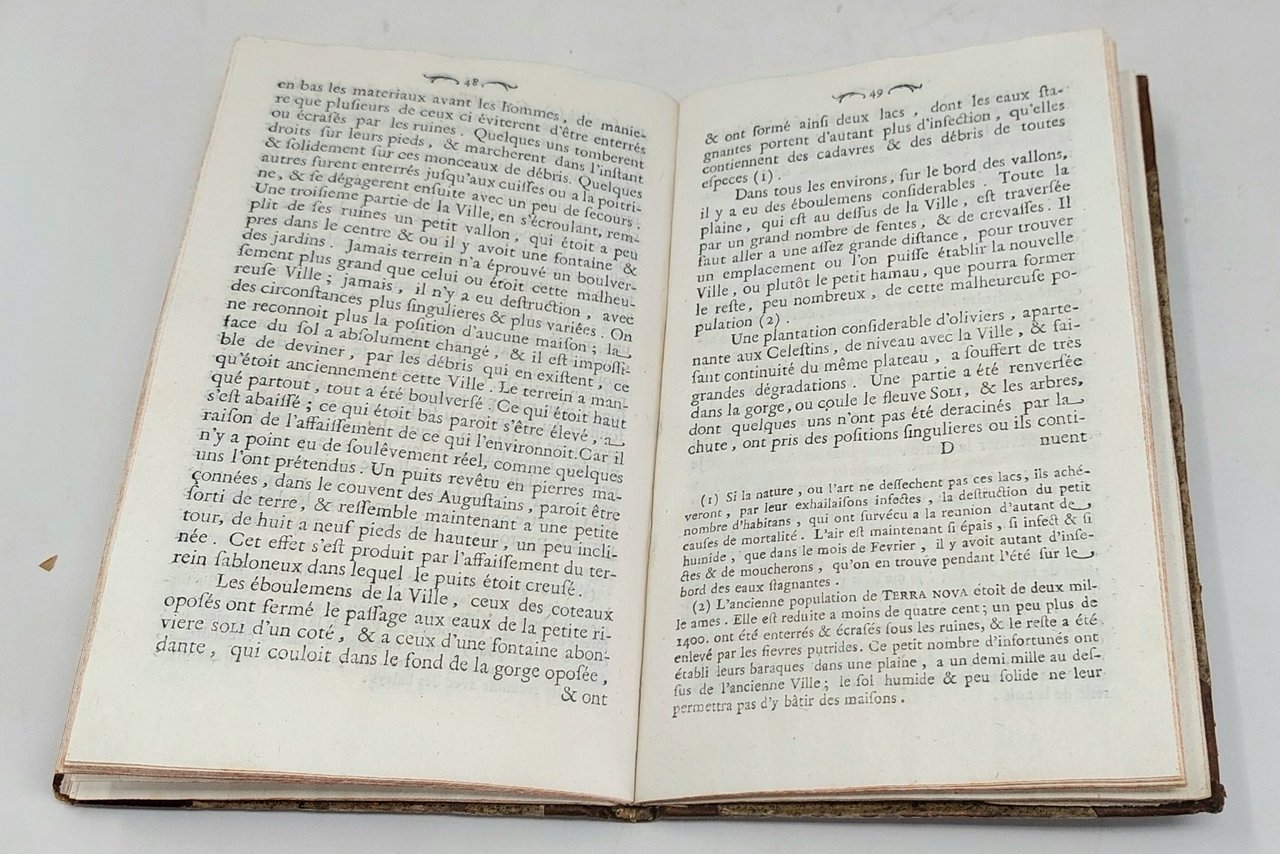 48
en bas les materiaux avant les hommes, de manie-
re que pluſieurs de ceux ci éviterent d'être enterrés
ou écraſés par les ruines. Quelques uns tomberent
droits ſur leurs pieds, & marcherent dans l'inſtant
& ſolidement ſur ces monceaux de débris. Quelques
autres furent enterrés juſqu'aux cuiſſes ou a la poitri-
ne, & ſe dégagerent enſuite avec un peu de ſecours.
Une troiſieme partie de la Ville, en s'écroulant, rem-
plit de ſes ruines un petit vallon, qui étoit a peu
pres dans le centre & ou il y avoit une fontaine &
des jardins. Jamais terrein n'a éprouvé un boulver-
ſement plus grand que celui ou étoit cette malheu-
reuſe Ville; jamais, il n'y a eu deſtruction, avec
des circonſtances plus ſingulieres & plus variées. On
ne reconnoit plus la poſition d'aucune maiſon; la
face du ſol a abſolument changé, & il eſt impoſſi-
ble de deviner, par les débris qui en exiſtent, ce
qu'étoit anciennement cette Ville. Le terrein a man-
qué partout, tout a été boulverſé. Ce qui étoit haut
s'eſt abaiſſé; ce qui étoit bas paroit s'être élevé, a
raiſon de l'affaiſſement de ce qui l'environnoit. Car il
n'y a point eu de ſoulêvement réel, comme quelques
uns l'ont prétendus. Un puits revêtu en pierres ma-
çonnées, dans le couvent des Auguſtains, paroit être
ſorti de terre, & reſſemble maintenant a une petite
tour, de huit a neuf pieds de hauteur, un peu incli-
née. Cet effet s'eſt produit par l'affaiſſement du ter-
rein ſabloneux dans lequel le puits étoit creuſé.
Les éboulemens de la Ville, ceux des coteaux
opoſés ont fermé le paſſage aux eaux de la petite ri-
viere SOLI d'un coté, & a ceux d'une fontaine abon-
dante, qui couloit dans le fond de la gorge opoſée,
& ont
49
& ont formé ainſi deux lacs, dont les eaux ſta-
gnantes portent d'autant plus d'infection, qu'elles
contiennent des cadavres & des débris de toutes
eſpeces (1).
Dans tous les environs, ſur le bord des vallons,
il y a eu des éboulemens conſiderables. Toute la
plaine, qui eſt au deſſus de la Ville, eſt traverſée
par un grand nombre de fentes, & de crevaſſes. Il
faut aller a une aſſez grande diſtance, pour trouver
un emplacement ou l'on puiſſe établir la nouvelle
Ville, ou plutôt le petit hamau, que pourra former
le reſte, peu nombreux, de cette malheureuſe po-
pulation (2).
Une plantation conſiderable d'oliviers, aparte-
nante aux Celeſtins, de niveau avec la Ville, & fai-
ſant continuité du même plateau, a ſouffert de tres
grandes dégradations. Une partie a été renverſée
dans la gorge, ou coule le fleuve SOLI, & les arbres,
dont quelques uns n'ont pas été deracinés par la
chute, ont pris des poſitions ſingulieres ou ils conti-
D nuent
(1) Si la nature, ou l'art ne deſſechent pas ces lacs, ils aché-
veront, par leur exhailaiſons infectes, la deſtruction du petit
nombre d'habitans, qui ont ſurvécu a la reunion d'autant de
cauſes de mortalité. L'air eſt maintenant ſi épais, ſi infect & ſi
humide, que dans le mois de Fevrier, il y avoit autant d'inſe-
ctes & de moucherons, qu'on en trouve pendant l'été ſur le
bord des eaux ſtagnantes.
(2) L'ancienne population de TERRA NOVA étoit de deux mil-
le ames. Elle eſt reduite a moins de quatre cent; un peu plus de
1400. ont été enterrés & écraſés ſous les ruines, & le reſte a été
enlevé par les fievres putrides. Ce petit nombre d'infortunés ont
établi leurs baraques dans une plaine, a un demi mille au deſ-
ſus de l'ancienne Ville; le ſol humide & peu ſolide ne leur
permettra pas d'y bâtir des maiſons.